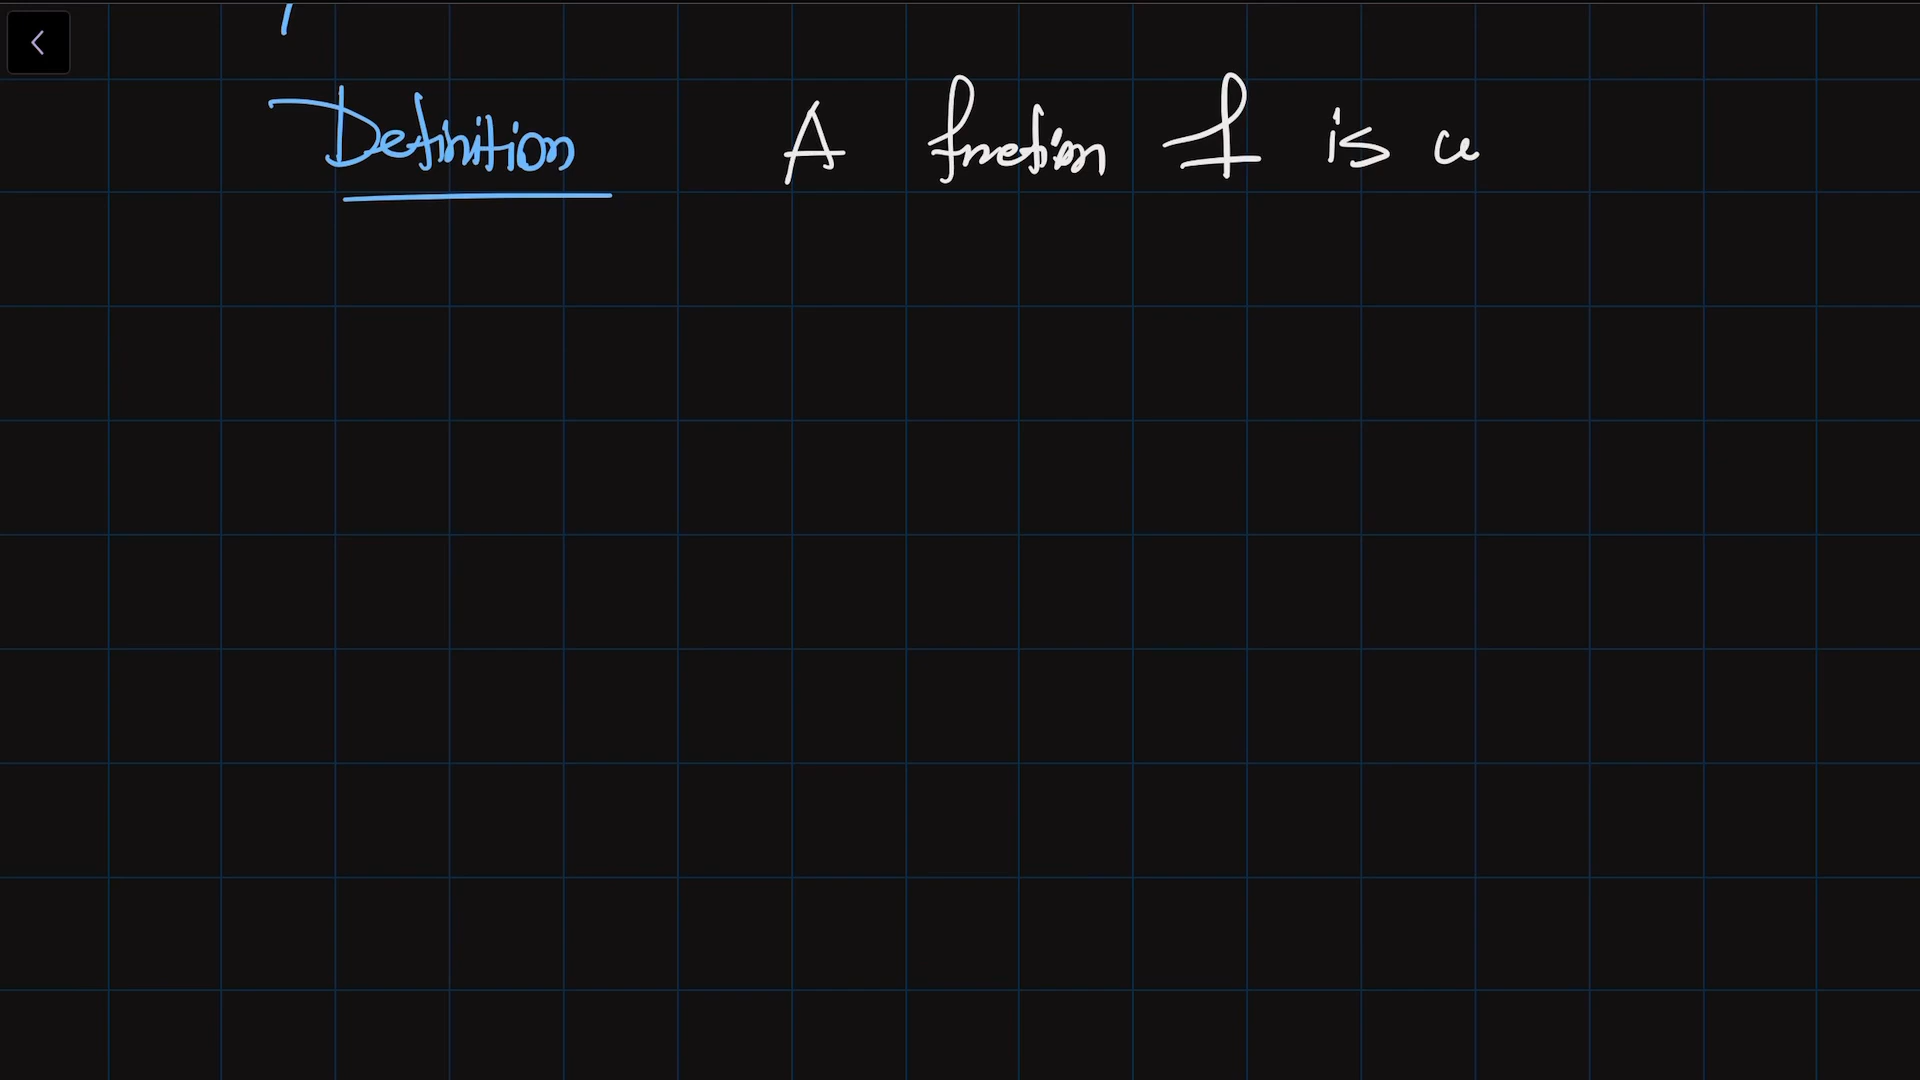 Definition A function f is a